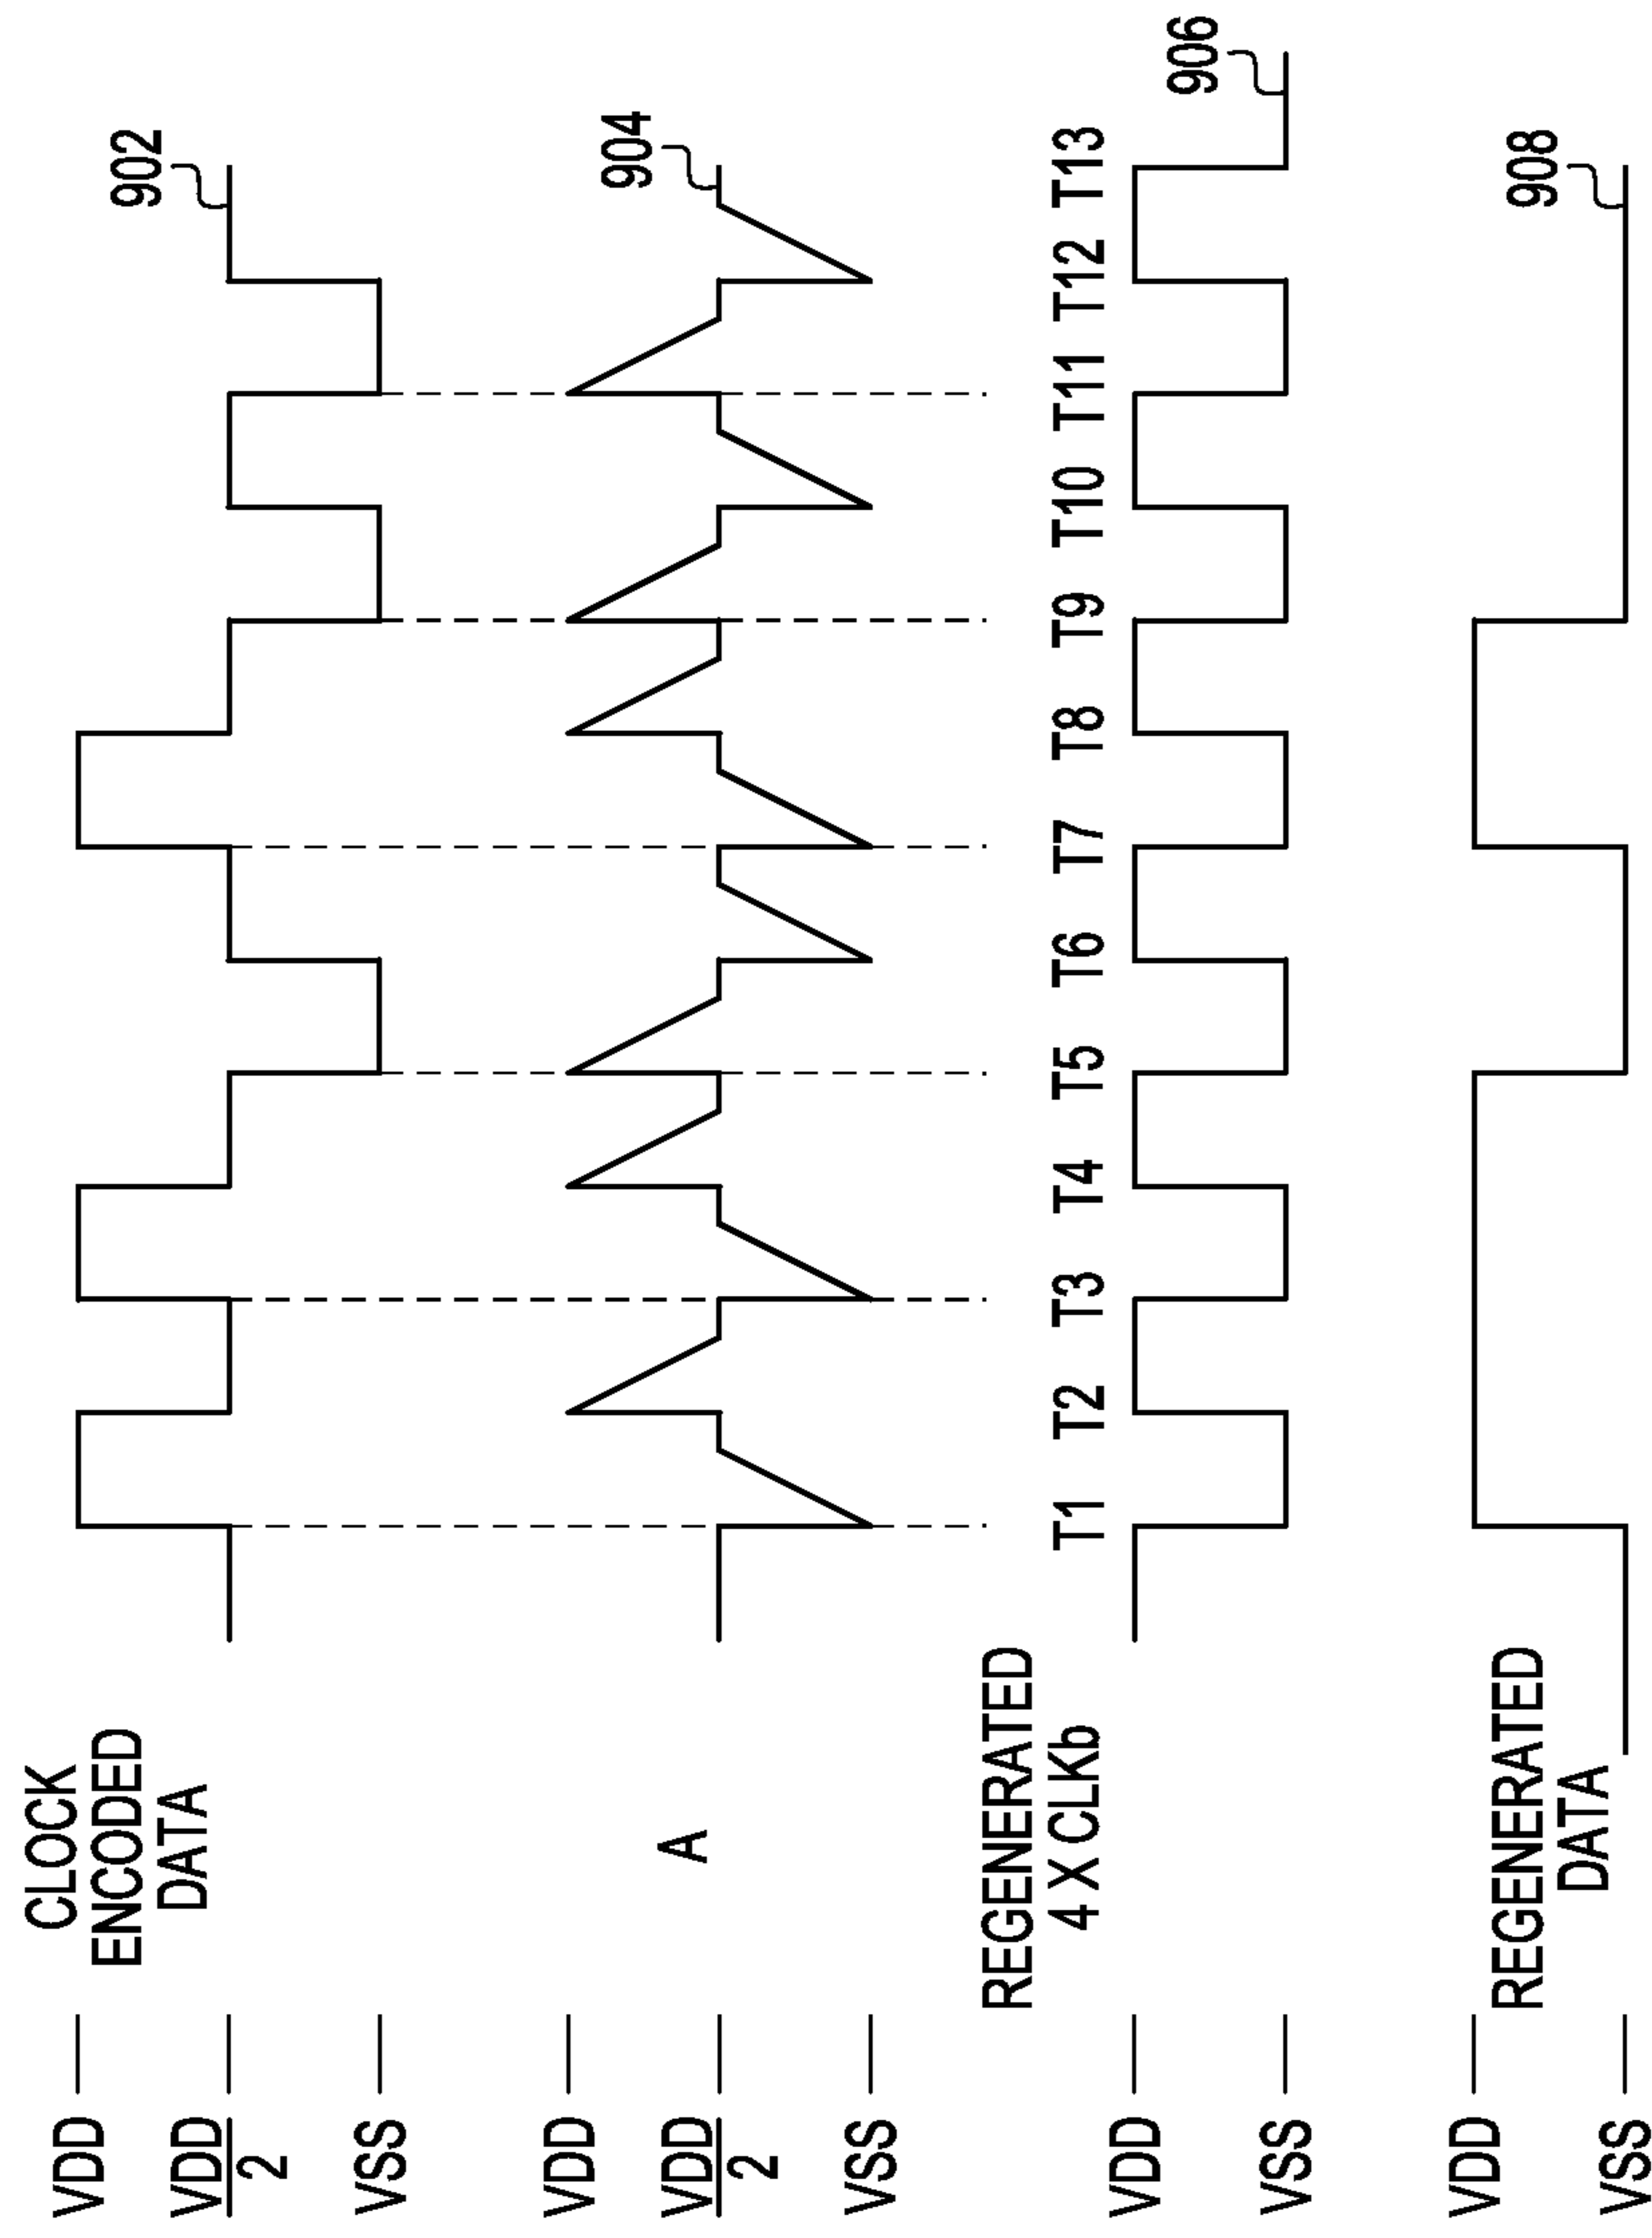 VDD
VDD
2
VSS
CLOCK
ENCODED
DATA
902
VDD
VDD
2
VSS
A
904
T1 T2 T3 T4 T5 T6 T7 T8 T9 T10 T11 T12 T13
VDD
VSS
REGENERATED
4 X CLKb
906
VDD
VSS
REGENERATED
DATA
908